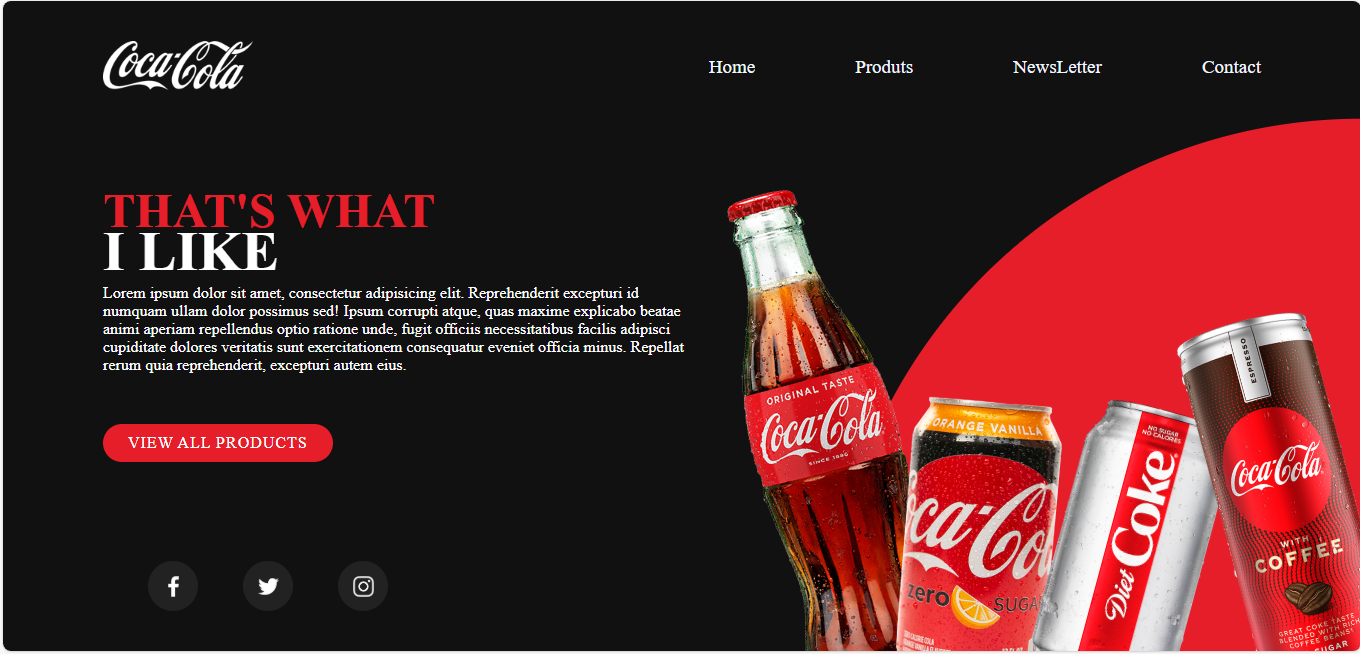 Coca-Cola
Home
Produts
NewsLetter
Contact
THAT'S WHAT
I LIKE
Lorem ipsum dolor sit amet, consectetur adipisicing elit. Reprehenderit excepturi id
numquam ullam dolor possimus sed! Ipsum corrupti atque, quas maxime explicabo beatae
animi aperiam repellendus optio ratione unde, fugit officiis necessitatibus facilis adipisci
cupiditate dolores veritatis sunt exercitationem consequatur eveniet officia minus. Repellat
rerum quia reprehenderit, excepturi autem eius.
VIEW ALL PRODUCTS
ORIGINAL TASTE
Coca-Cola
SINCE 1886
ORANGE VANILLA
oca-Co
zero SUGA
NO SUGAR
NO CALORIES
Diet Coke
ESPRESSO
Coca-Cola
WITH
COFFEE
GREAT COKE TASTE
BLENDED WITH RICH
COFFEE BEANS
SUGAR